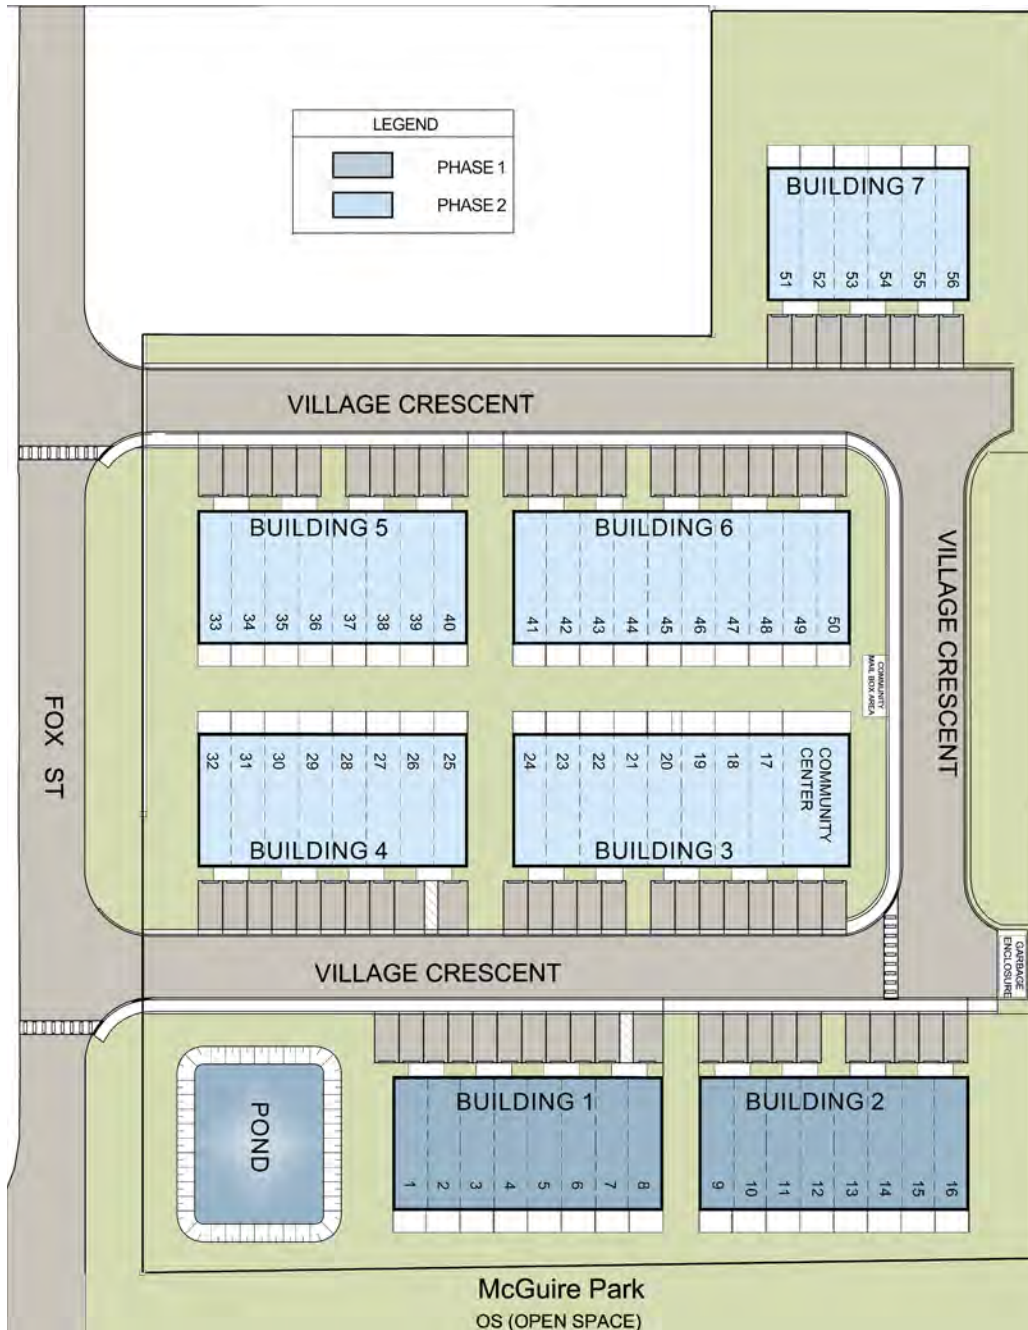 LEGEND
PHASE 1
PHASE 2
BUILDING 7
51 52 53 54 55 56
VILLAGE CRESCENT
BUILDING 5
BUILDING 6
VILLAGE CRESCENT
33 34 35 36 37 38 39 40
41 42 43 44 45 46 47 48 49 50
COMMUNITY
MAIL BOX AREA
FOX ST
32 31 30 29 28 27 26 25
24 23 22 21 20 19 18 17
COMMUNITY
CENTER
BUILDING 4
BUILDING 3
VILLAGE CRESCENT
GARBAGE
ENCLOSURE
POND
BUILDING 1
BUILDING 2
1 2 3 4 5 6 7 8
9 10 11 12 13 14 15 16
McGuire Park
OS (OPEN SPACE)